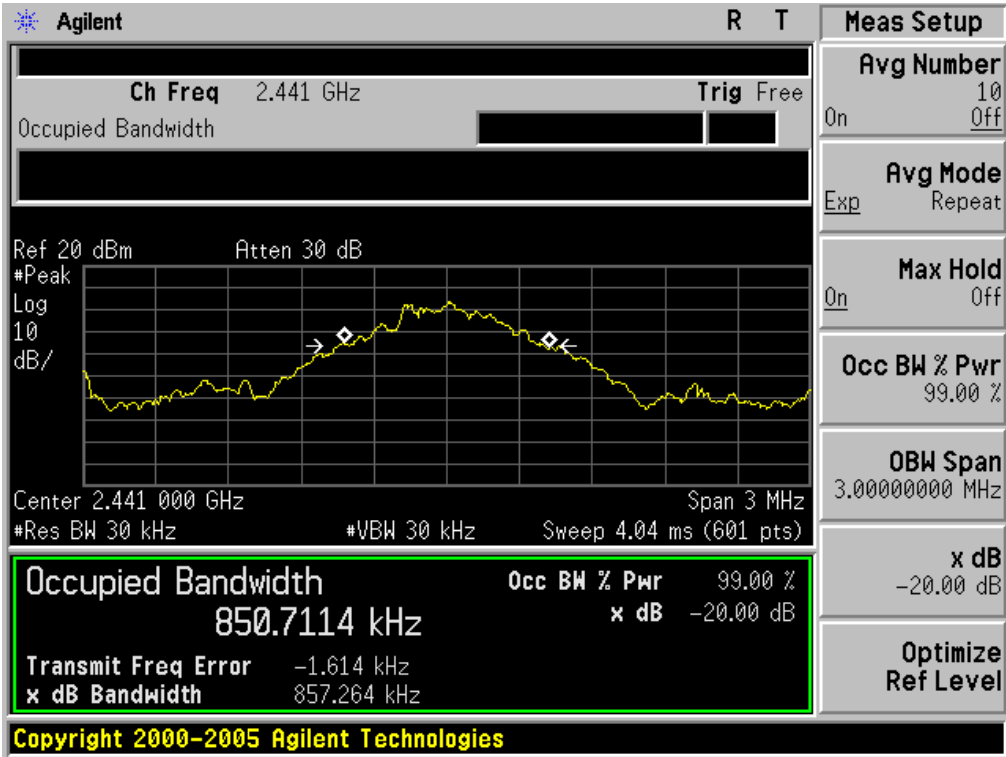 Agilent R T
Ch Freq 2.441 GHz Trig Free
Occupied Bandwidth
Ref 20 dBm Atten 30 dB
#Peak
Log
10
dB/
Center 2.441 000 GHz Span 3 MHz
#Res BW 30 kHz #VBW 30 kHz Sweep 4.04 ms (601 pts)
Occupied Bandwidth Occ BW % Pwr 99.00 %
850.7114 kHz x dB -20.00 dB
Transmit Freq Error -1.614 kHz
x dB Bandwidth 857.264 kHz
Copyright 2000-2005 Agilent Technologies
Meas Setup
Avg Number
10
On Off
Avg Mode
Exp Repeat
Max Hold
On Off
Occ BW % Pwr
99.00 %
OBW Span
3.00000000 MHz
x dB
-20.00 dB
Optimize
Ref Level